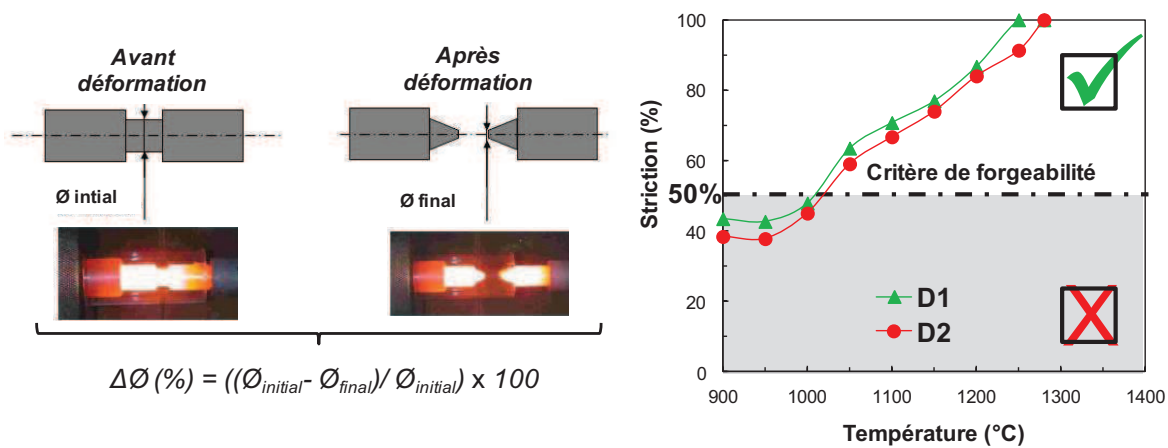 Avant
déformation
Après
déformation
Ø intial
Ø final
ΔØ (%) = ((Øinitial- Øfinal)/ Øinitial) x 100
100
80
60
50%
40
20
0
Striction (%)
Critère de forgeabilité
D1
D2
900
1000
1100
1200
1300
1400
Température (°C)